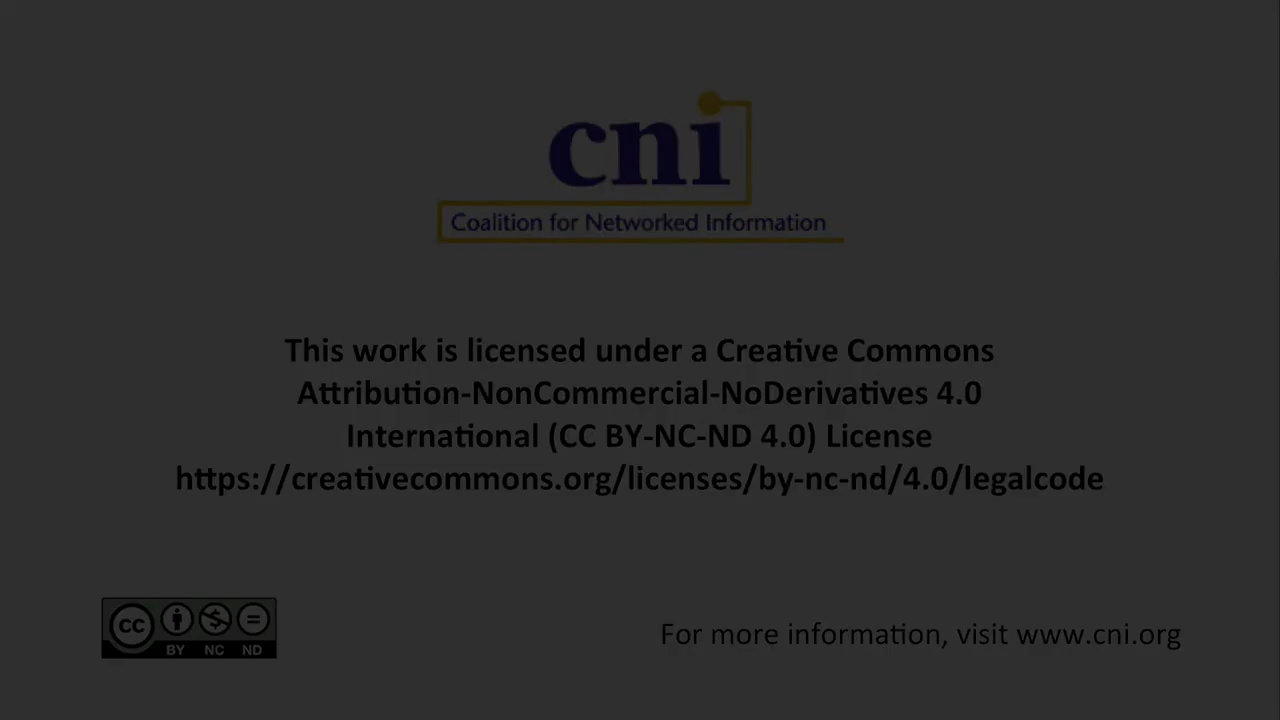 cni
Coalition for Networked Information
This work is licensed under a Creative Commons
Attribution-NonCommercial-NoDerivatives 4.0
International (CC BY-NC-ND 4.0) License
https://creativecommons.org/licenses/by-nc-nd/4.0/legalcode
CC BY NC ND
For more information, visit www.cni.org